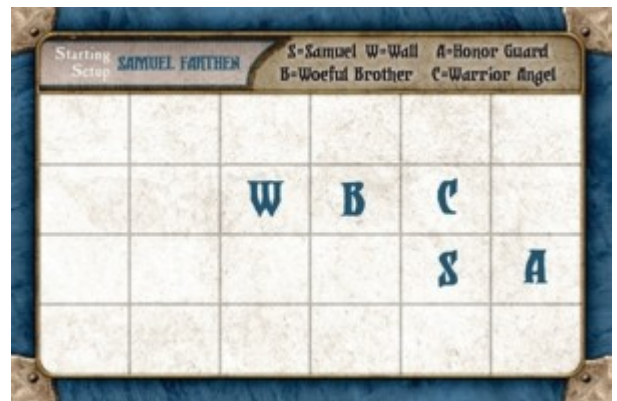 Starting Setup SAMUEL FARTHEN
S=Samuel W=Wall A=Honor Guard
B=Woeful Brother C=Warrior Angel
W B C
S A